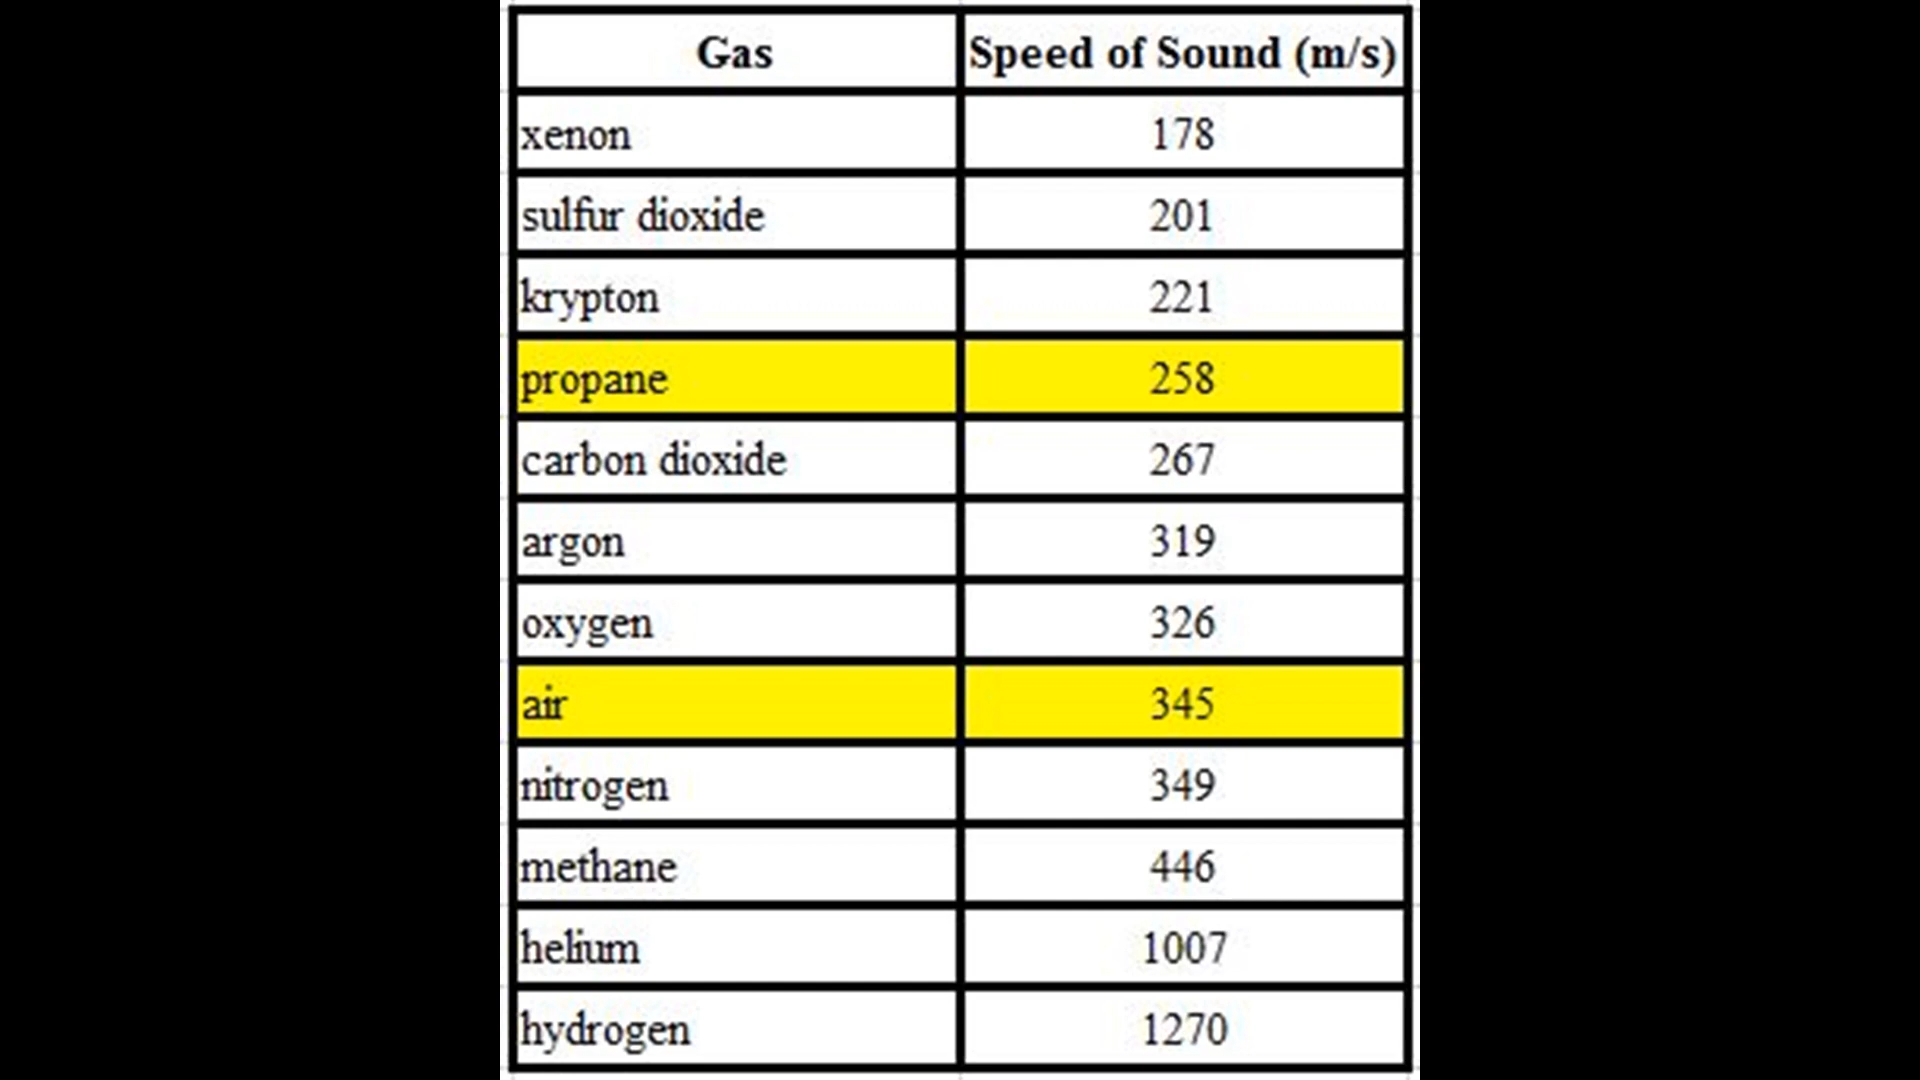 Gas Speed of Sound (m/s)
xenon 178
sulfur dioxide 201
krypton 221
propane 258
carbon dioxide 267
argon 319
oxygen 326
air 345
nitrogen 349
methane 446
helium 1007
hydrogen 1270